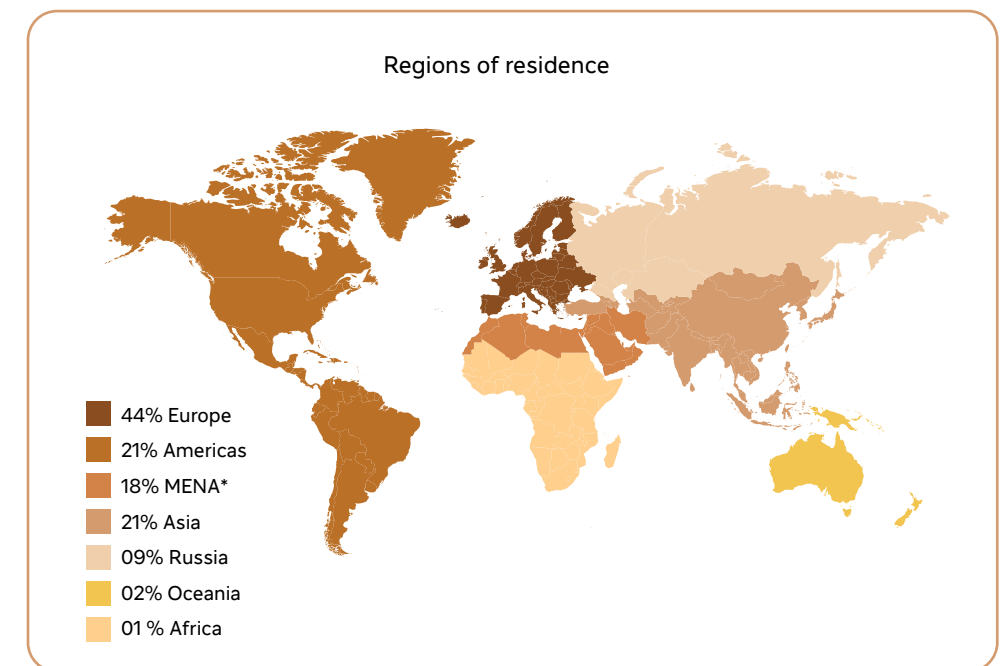 Regions of residence
44% Europe
21% Americas
18% MENA*
21% Asia
09% Russia
02% Oceania
01 % Africa